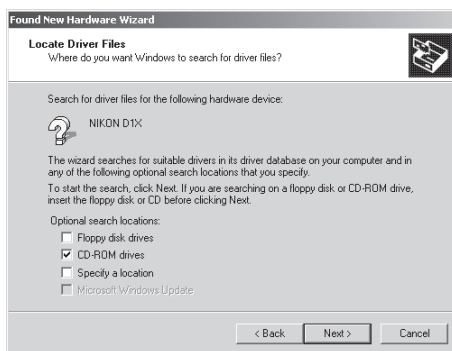 Found New Hardware Wizard
Locate Driver Files
Where do you want Windows to search for driver files?
Search for driver files for the following hardware device:
NIKON D1X
The wizard searches for suitable drivers in its driver database on your computer and in
any of the following optional search locations that you specify.
To start the search, click Next. If you are searching on a floppy disk or CD-ROM drive,
insert the floppy disk or CD before clicking Next.
Optional search locations:
Floppy disk drives
CD-ROM drives
Specify a location
Microsoft Windows Update
< Back
Next >
Cancel